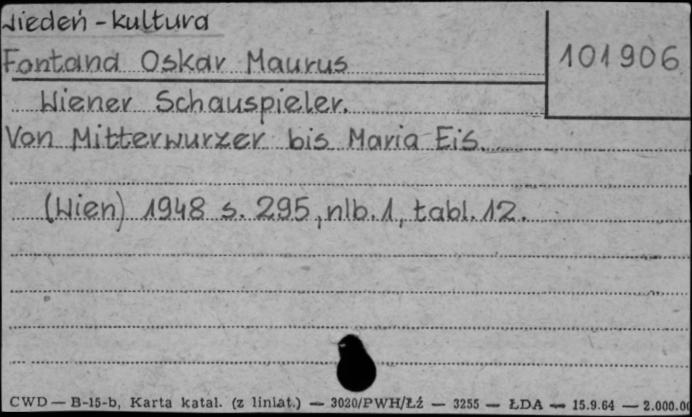 Wiedeń - kultura
Fontana Oskar Maurus
101906
Wiener Schauspieler.
Von Mitterwurzer bis Maria Eis.
(Wien) 1948 s. 295, nlb. 1, tabl. 12.
CWD — B-15-b, Karta katal. (z liniat.) — 3020/PWH/Łź — 3255 — ŁDA — 15.9.64 — 2.000.00